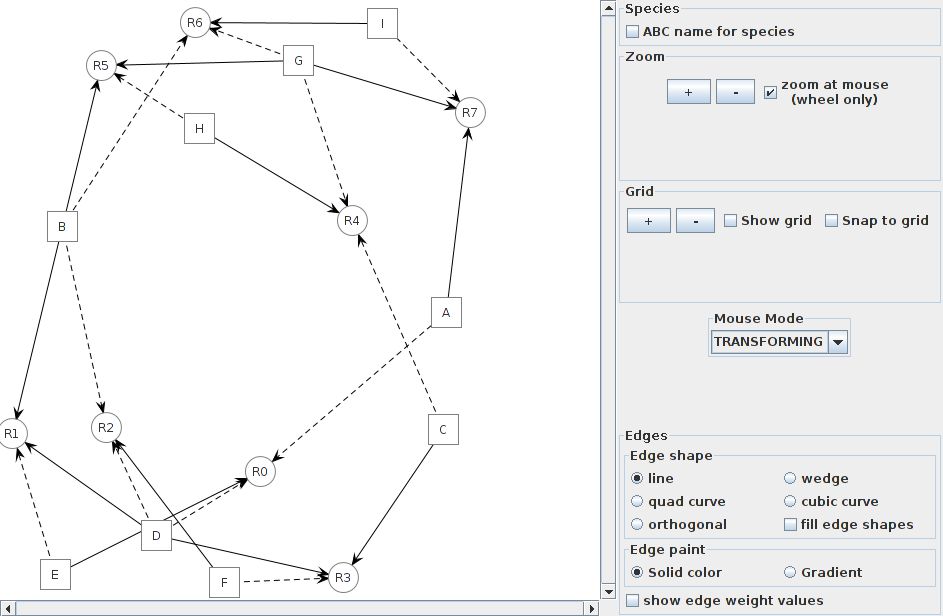 R6
I
R5
G
R7
H
B
R4
A
R1
R2
C
R0
D
E
F
R3
Species
ABC name for species
Zoom
+
-
zoom at mouse
(wheel only)
Grid
+
-
Show grid
Snap to grid
Mouse Mode
TRANSFORMING
Edges
Edge shape
line
wedge
quad curve
cubic curve
orthogonal
fill edge shapes
Edge paint
Solid color
Gradient
show edge weight values